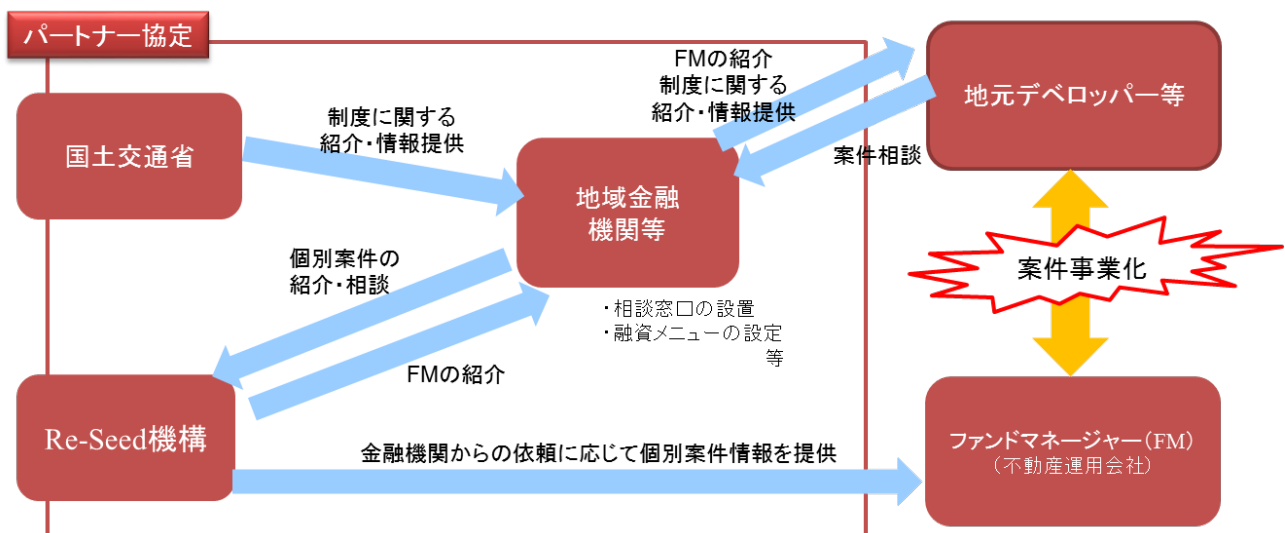 パートナー協定
国土交通省
制度に関する
紹介・情報提供
FMの紹介
制度に関する
紹介・情報提供
地元デベロッパー等
案件相談
地域金融
機関等
・相談窓口の設置
・融資メニューの設定
等
個別案件の
紹介・相談
FMの紹介
案件事業化
Re-Seed機構
金融機関からの依頼に応じて個別案件情報を提供
ファンドマネージャー(FM)
(不動産運用会社)